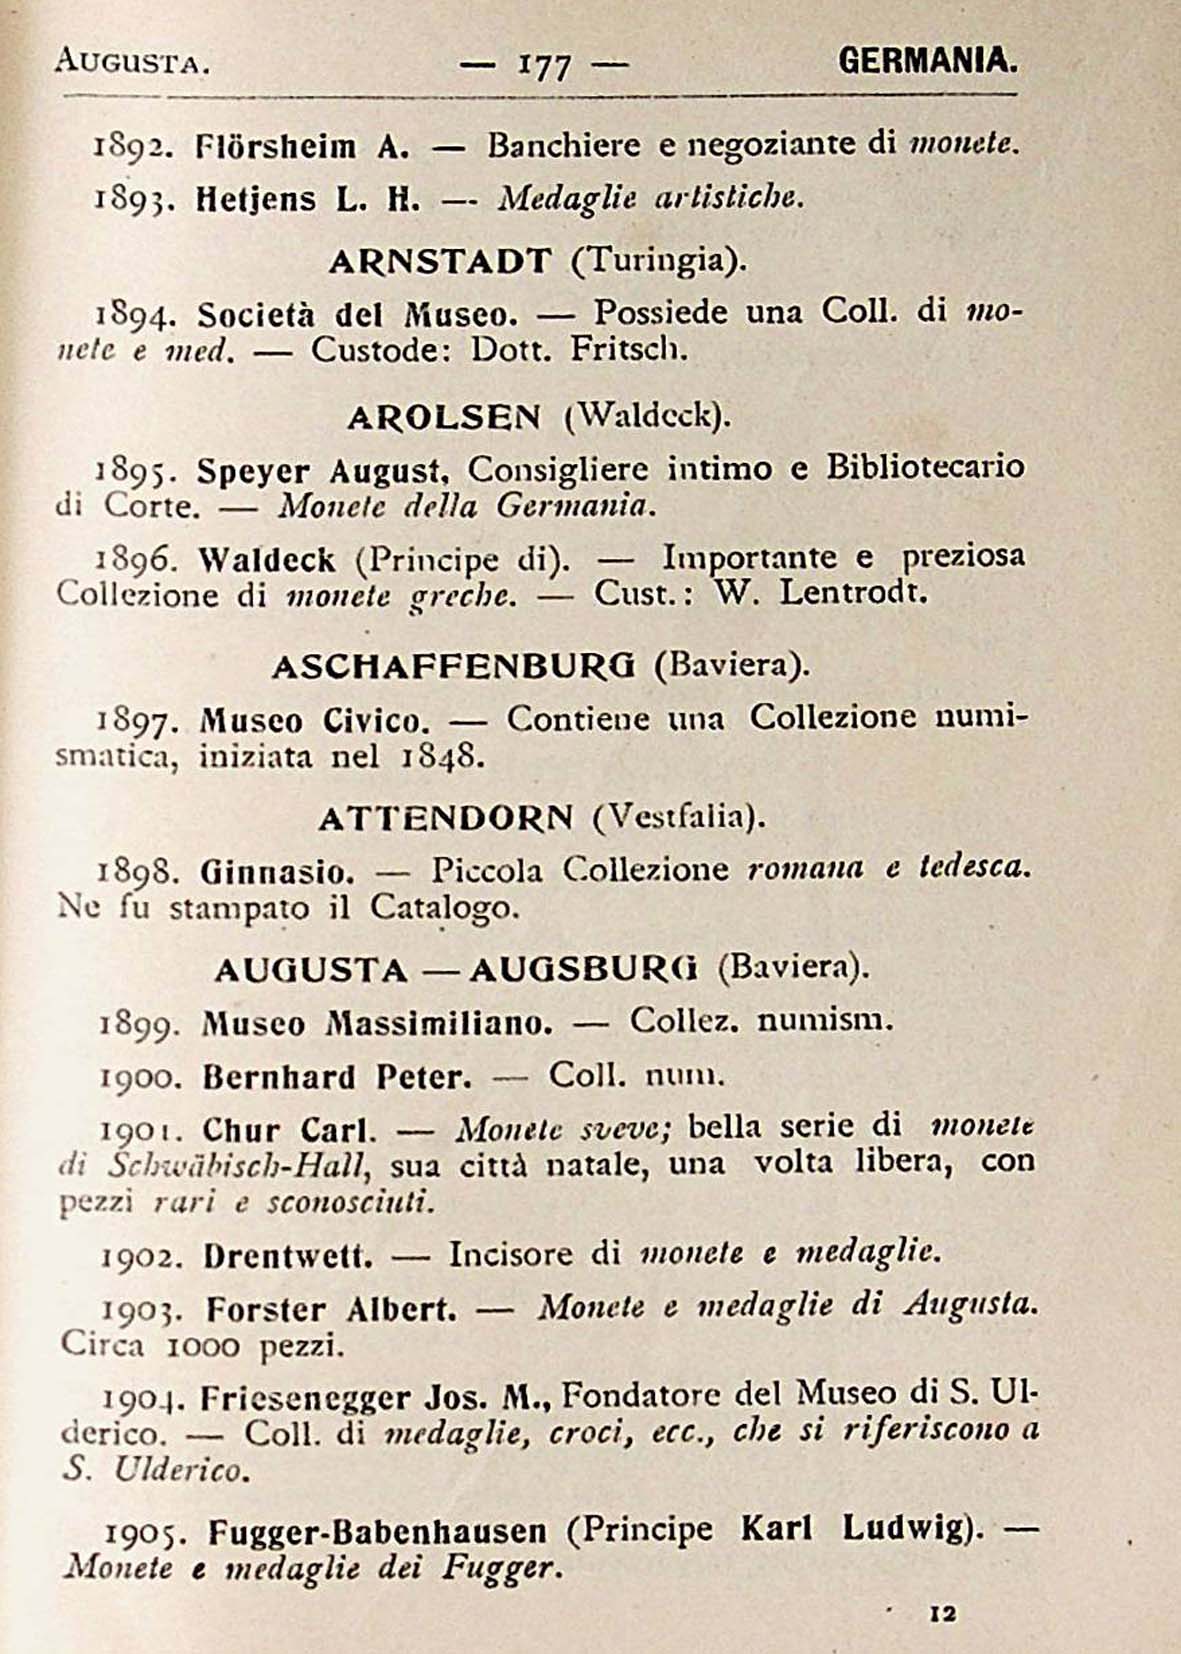 Augusta. — 177 — GERMANIA.
1892. Flörsheim A. — Banchiere e negoziante di monete.
1893. Hetjens L. H. — Medaglie artistiche.
ARNSTADT (Turingia).
1894. Società del Museo. — Possiede una Coll. di mo-
nete e med. — Custode: Dott. Fritsch.
AROLSEN (Waldeck).
1895. Speyer August, Consigliere intimo e Bibliotecario
di Corte. — Monete della Germania.
1896. Waldeck (Principe di). — Importante e preziosa
Collezione di monete greche. — Cust.: W. Lentrodt.
ASCHAFFENBURG (Baviera).
1897. Museo Civico. — Contiene una Collezione numi-
smatica, iniziata nel 1848.
ATTENDORN (Vestfalia).
1898. Ginnasio. — Piccola Collezione romana e tedesca.
Ne fu stampato il Catalogo.
AUGUSTA — AUGSBURG (Baviera).
1899. Museo Massimiliano. — Collez. numism.
1900. Bernhard Peter. — Coll. num.
1901. Chur Carl. — Monete sveve; bella serie di monete
di Schwäbisch-Hall, sua città natale, una volta libera, con
pezzi rari e sconosciuti.
1902. Drentwett. — Incisore di monete e medaglie.
1903. Forster Albert. — Monete e medaglie di Augusta.
Circa 1000 pezzi.
1904. Friesenegger Jos. M., Fondatore del Museo di S. Ul-
derico. — Coll. di medaglie, croci, ecc., che si riferiscono a
S. Ulderico.
1905. Fugger-Babenhausen (Principe Karl Ludwig). —
Monete e medaglie dei Fugger.
12